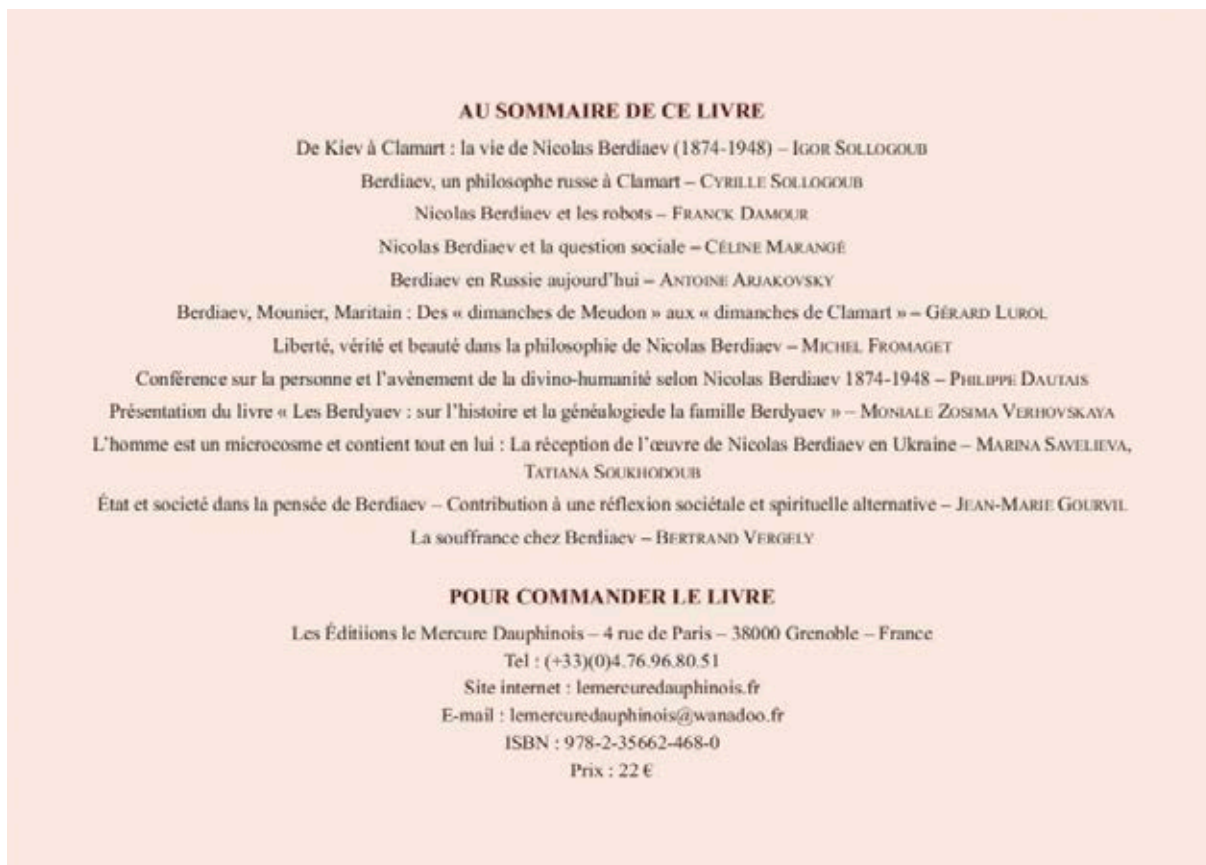 AU SOMMAIRE DE CE LIVRE
De Kiev à Clamart : la vie de Nicolas Berdiaev (1874-1948) – IGOR SOLLOGOUB
Berdiaev, un philosophe russe à Clamart – CYRILLE SOLLOGOUB
Nicolas Berdiaev et les robots – FRANCK DAMOUR
Nicolas Berdiaev et la question sociale – CÉLINE MARANGÉ
Berdiaev en Russie aujourd'hui – ANTOINE ARJAKOVSKY
Berdiaev, Mounier, Maritain : Des « dimanches de Meudon » aux « dimanches de Clamart » – GÉRARD LUROL
Liberté, vérité et beauté dans la philosophie de Nicolas Berdiaev – MICHEL FROMAGET
Conférence sur la personne et l'avènement de la divino-humanité selon Nicolas Berdiaev 1874-1948 – PHILIPPE DAUTAIS
Présentation du livre « Les Berdyaev : sur l'histoire et la généalogiede la famille Berdyaev » – MONIALE ZOSIMA VERHOVSKAYA
L'homme est un microcosme et contient tout en lui : La réception de l'œuvre de Nicolas Berdiaev en Ukraine – MARINA SAVELIEVA,
TATIANA SOUKHODOUB
État et societé dans la pensée de Berdiaev – Contribution à une réflexion sociétale et spirituelle alternative – JEAN-MARIE GOURVIL
La souffrance chez Berdiaev – BERTRAND VERGELY
POUR COMMANDER LE LIVRE
Les Éditiions le Mercure Dauphinois – 4 rue de Paris – 38000 Grenoble – France
Tel : (+33)(0)4.76.96.80.51
Site internet : lemercuredauphinois.fr
E-mail : lemercuredauphinois@wanadoo.fr
ISBN : 978-2-35662-468-0
Prix : 22 €